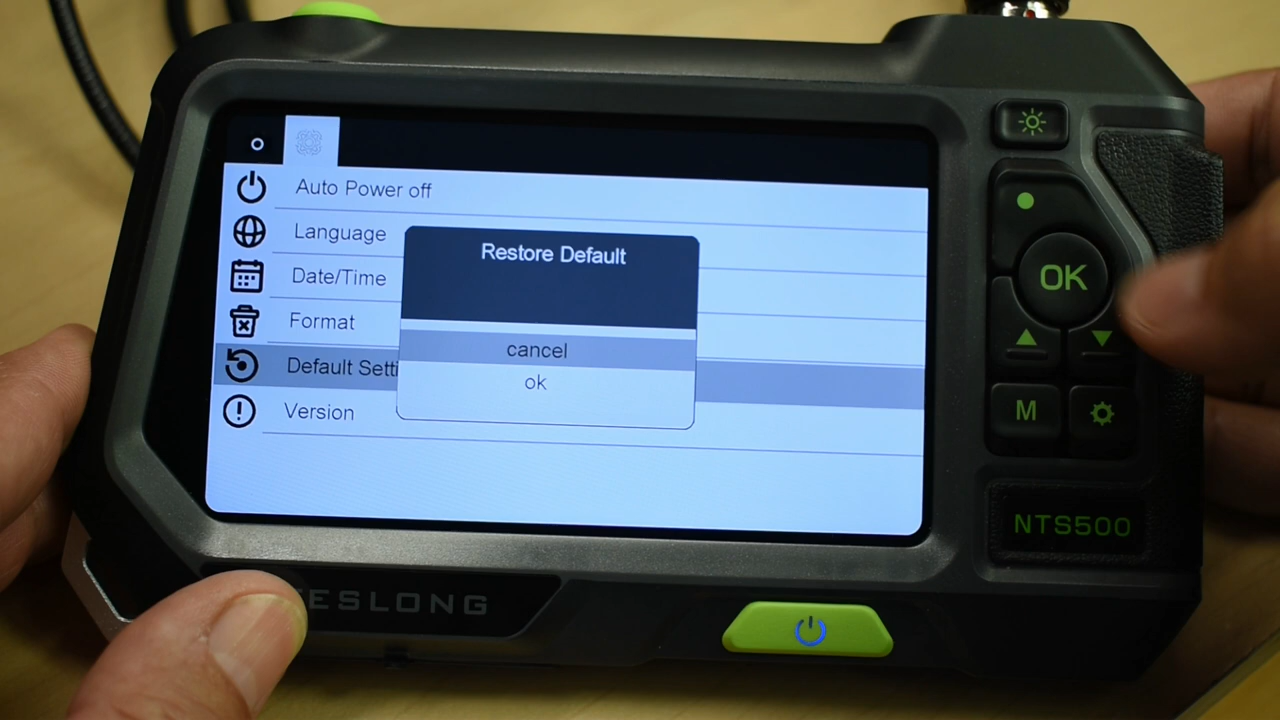 Auto Power off
Language
Date/Time
Format
Default Setti
Version
Restore Default
cancel
ok
OK
M
NTS500
ESLONG